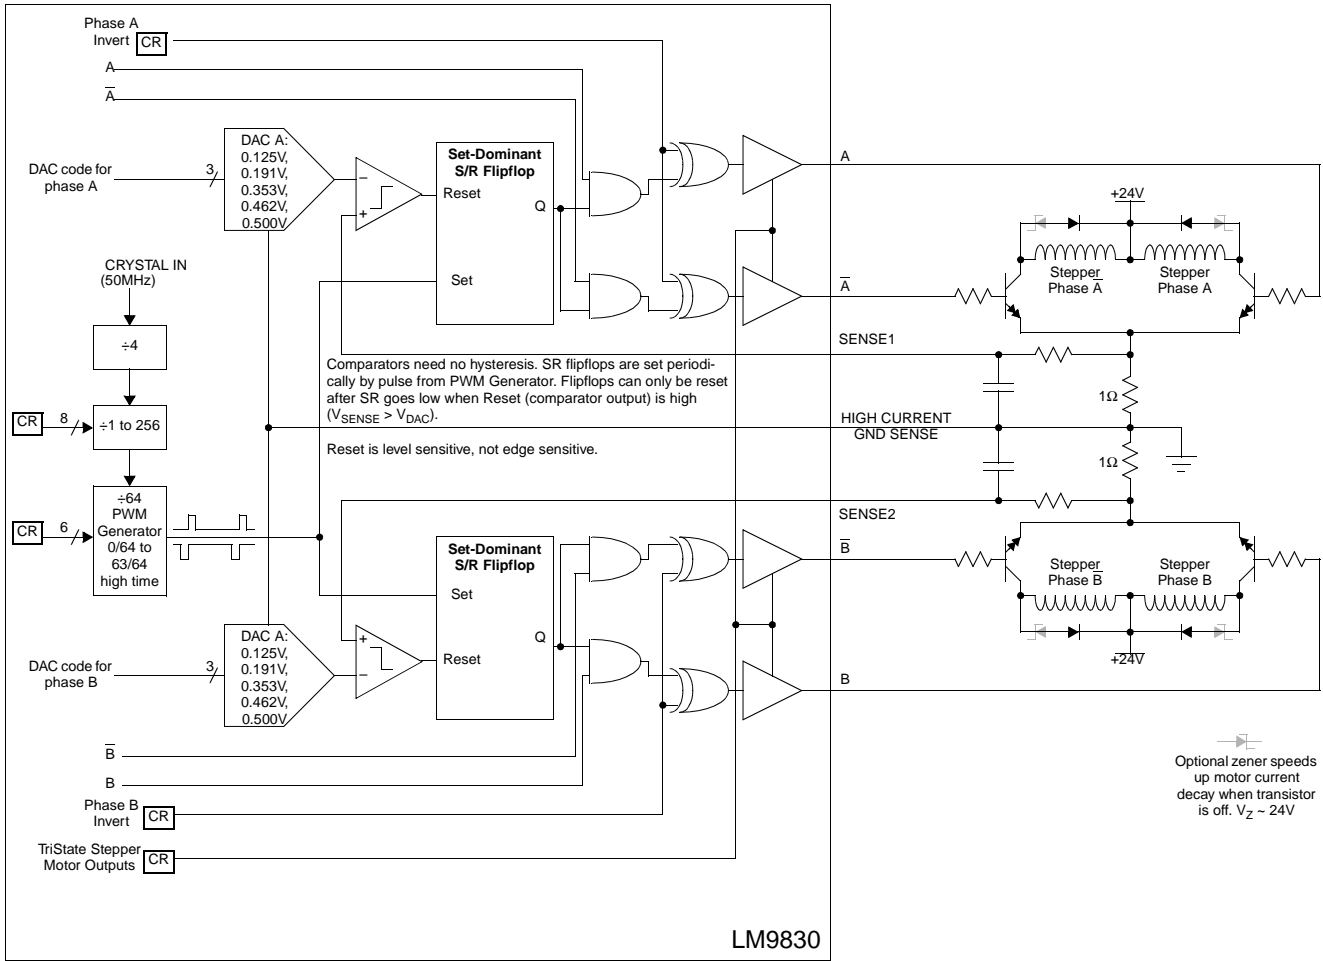 Phase A
Invert CR
A
A̅
DAC code for
phase A
3
DAC A:
0.125V,
0.191V,
0.353V,
0.462V,
0.500V
−
+
Set-Dominant
S/R Flipflop
Reset
Q
Set
A
A̅
+24V
Stepper
Phase A̅
Stepper
Phase A
CRYSTAL IN
(50MHz)
÷4
CR
8
÷1 to 256
CR
6
÷64
PWM
Generator
0/64 to
63/64
high time
Comparators need no hysteresis. SR flipflops are set periodi-
cally by pulse from PWM Generator. Flipflops can only be reset
after SR goes low when Reset (comparator output) is high
(VSENSE > VDAC).
Reset is level sensitive, not edge sensitive.
SENSE1
1Ω
HIGH CURRENT
GND SENSE
1Ω
SENSE2
Set-Dominant
S/R Flipflop
Set
Q
Reset
+
−
B̅
Stepper
Phase B̅
Stepper
Phase B
+24V
B
DAC code for
phase B
3
DAC A:
0.125V,
0.191V,
0.353V,
0.462V,
0.500V
B̅
B
Phase B
Invert CR
TriState Stepper
Motor Outputs CR
Optional zener speeds
up motor current
decay when transistor
is off. VZ ~ 24V
LM9830